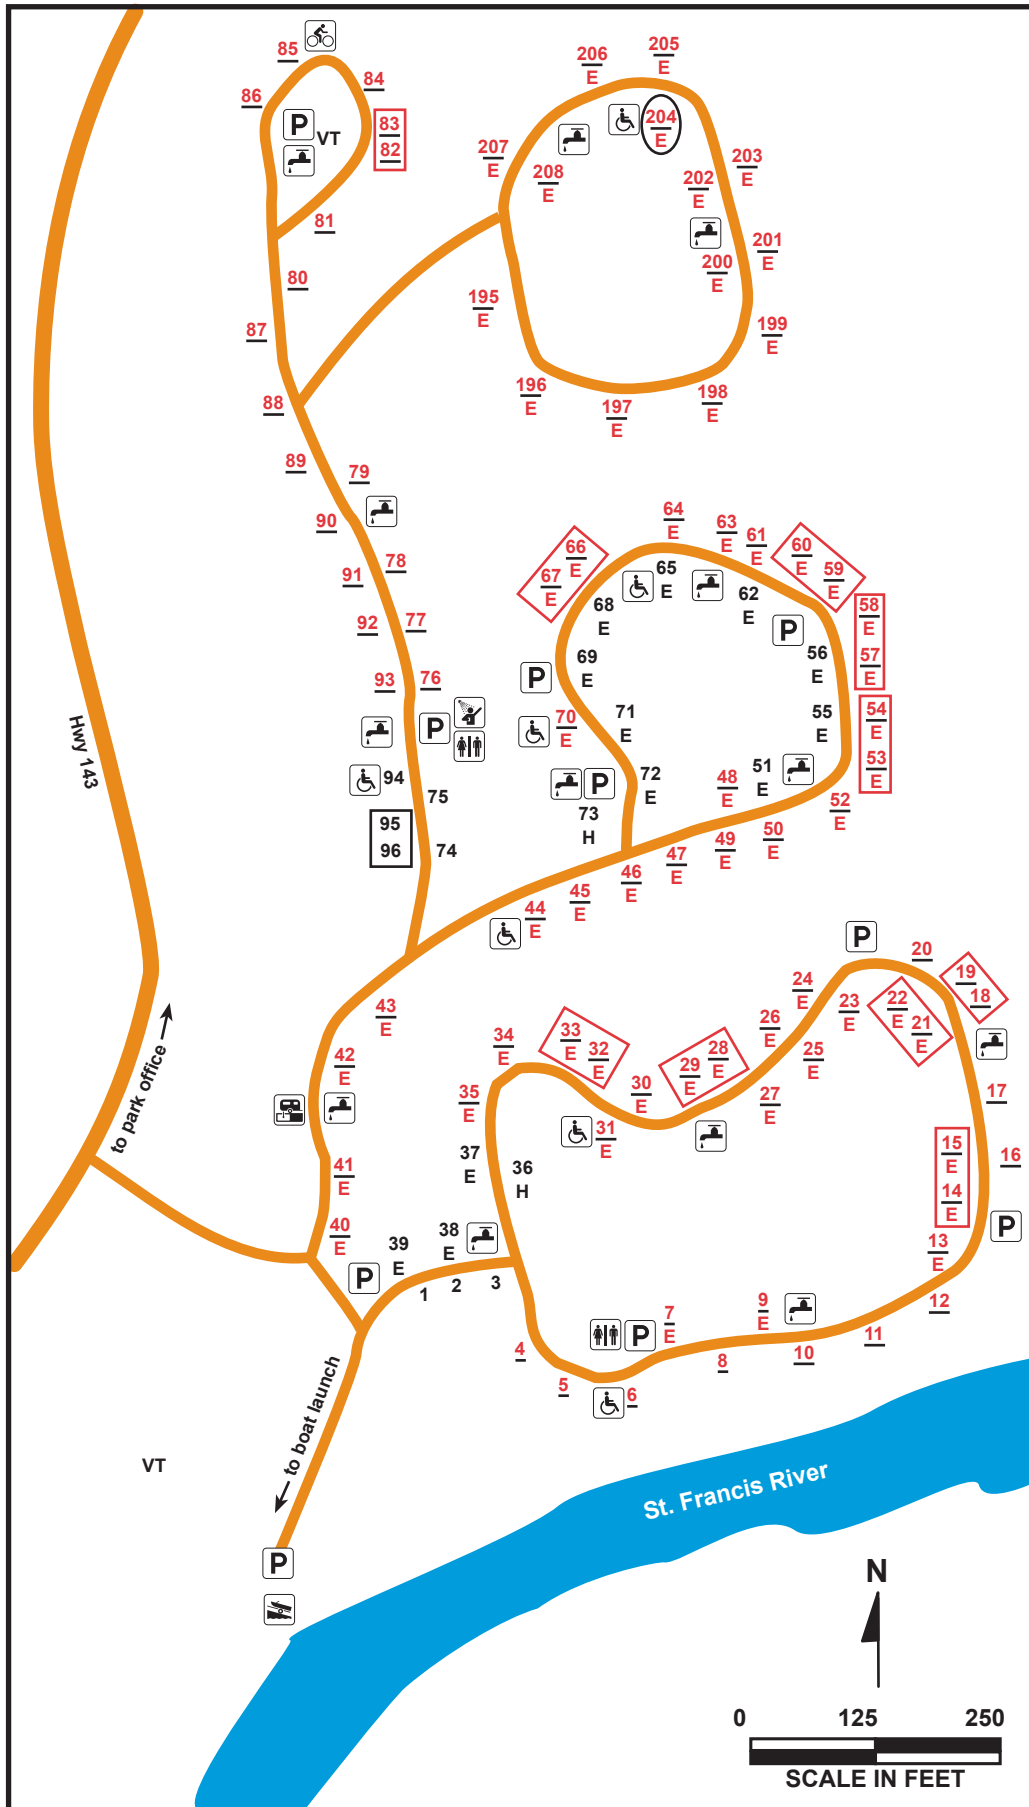 85
84
86
P
VT
83
82
81
80
87
88
89
79
90
78
91
92
77
93
76
P
94
75
95
96
74
206
E
205
E
204
E
207
E
208
E
203
E
202
E
201
E
200
E
195
E
199
E
196
E
197
E
198
E
64
E
63
E
61
E
60
E
59
E
66
E
67
E
65
E
62
E
58
E
68
E
P
56
E
57
E
69
E
P
70
E
71
E
55
E
54
E
53
E
72
E
51
E
48
E
P
73
H
52
E
50
E
49
E
47
E
46
E
45
E
44
E
43
E
42
E
41
E
40
E
Hwy 143
to park office
P
20
19
18
24
E
23
E
22
E
21
E
26
E
25
E
34
E
33
E
32
E
28
E
29
E
30
E
27
E
35
E
31
E
17
37
E
36
H
15
E
16
14
E
P
13
E
39
E
38
E
P
1
2
3
12
9
E
7
E
P
11
4
8
10
5
6
to boat launch
VT
St. Francis River
P
N
0 125 250
SCALE IN FEET